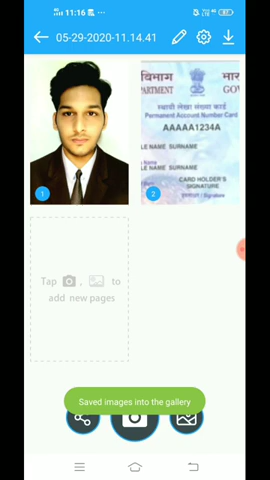 11:16
05-29-2020-11.14.41
विभाग
भार
PARTMENT
GOV
स्थायी लेखा संख्या कार्ड
Permanent Account Number Card
AAAAA1234A
LE NAME SURNAME
Name
LE NAME SURNAME
CARD HOLDER'S
SIGNATURE
/ Signature
1
2
Tap , to
add new pages
Saved images into the gallery